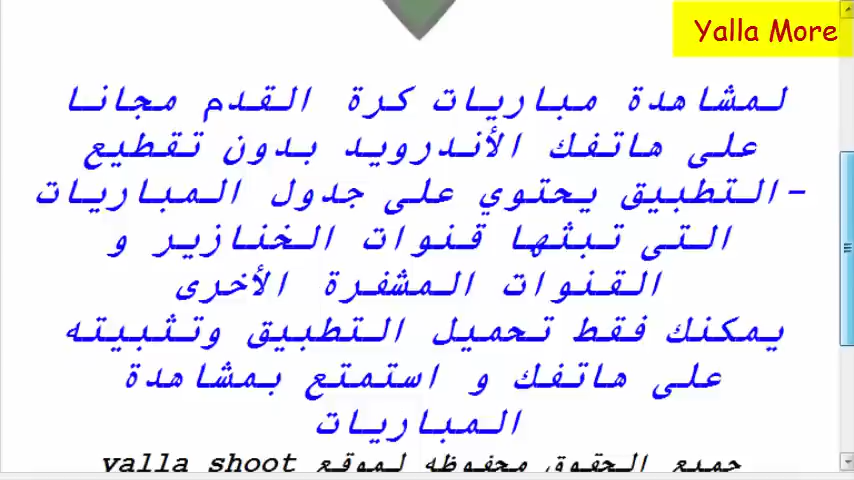 Yalla More
لمشاهدة مباريات كرة القدم مجانا
على هاتفك الأندرويد بدون تقطيع
-التطبيق يحتوي على جدول المباريات
التى تبثها قنوات الخنازير و
القنوات المشفرة الأخرى
يمكنك فقط تحميل التطبيق وتثبيته
على هاتفك و استمتع بمشاهدة
المباريات
جميع الحقوق محفوظه لموقع yalla shoot